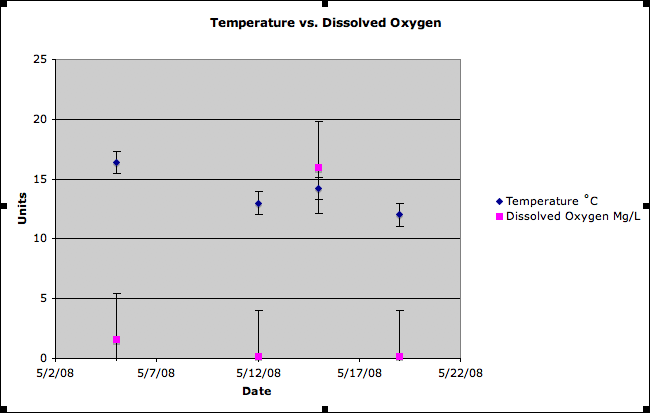 Temperature vs. Dissolved Oxygen
25
20
15
10
5
0
Units
5/2/08 5/7/08 5/12/08 5/17/08 5/22/08
Date
Temperature ˚C
Dissolved Oxygen Mg/L